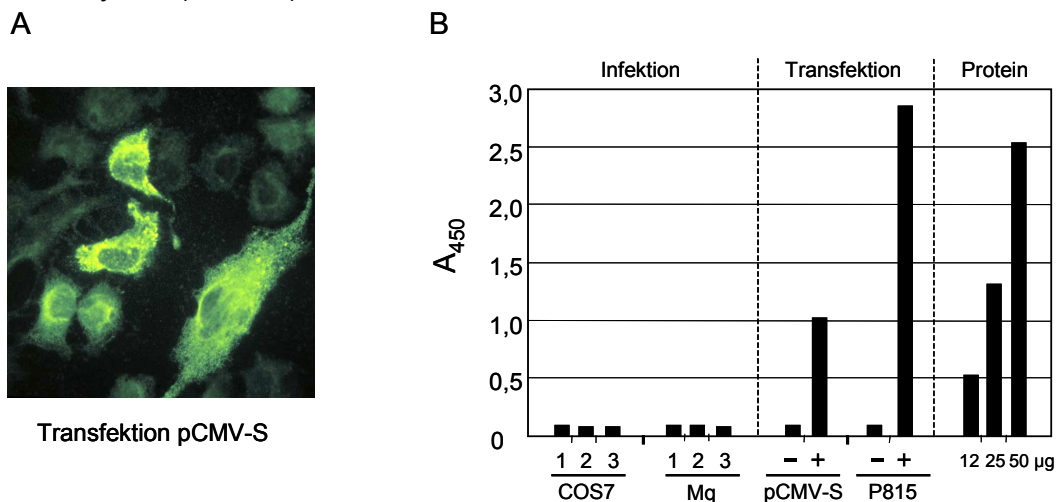 A
B
Transfektion pCMV-S
Infektion Transfektion Protein
A450
3,0
2,5
2,0
1,5
1,0
0,5
0
1 2 3 1 2 3 – + – + 12 25 50 µg
COS7 Mq pCMV-S P815